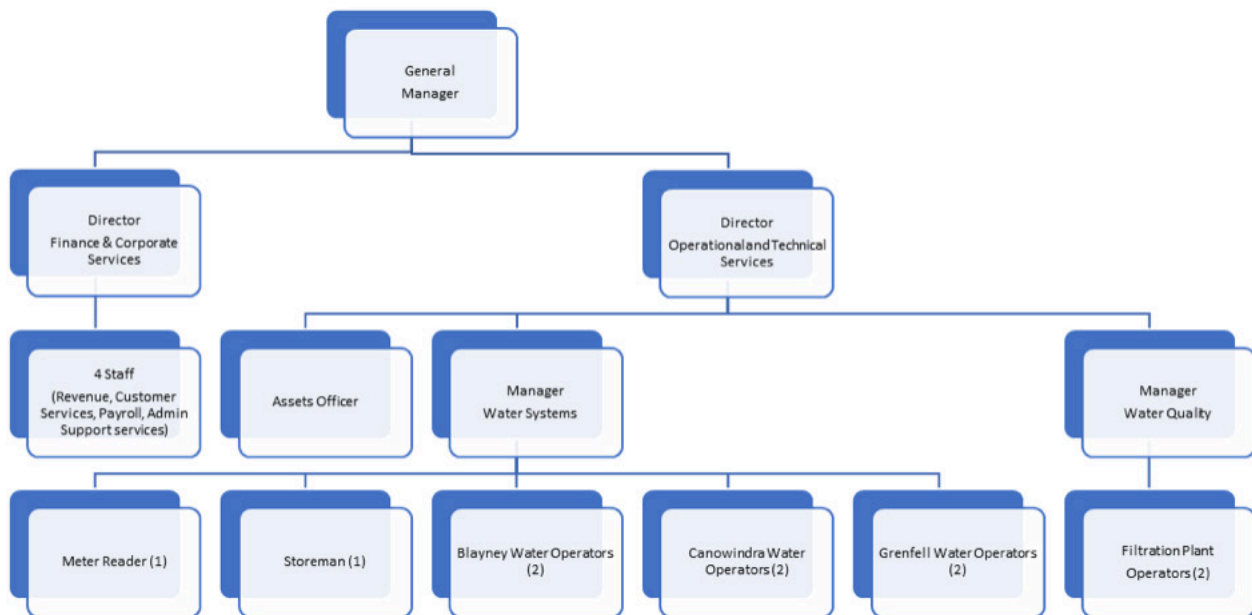 General
Manager
Director
Finance & Corporate
Services
Director
Operational and Technical
Services
4 Staff
(Revenue, Customer
Services, Payroll, Admin
Support services)
Assets Officer
Manager
Water Systems
Manager
Water Quality
Meter Reader (1)
Storeman (1)
Blayney Water Operators
(2)
Canowindra Water
Operators (2)
Grenfell Water Operators
(2)
Filtration Plant
Operators (2)